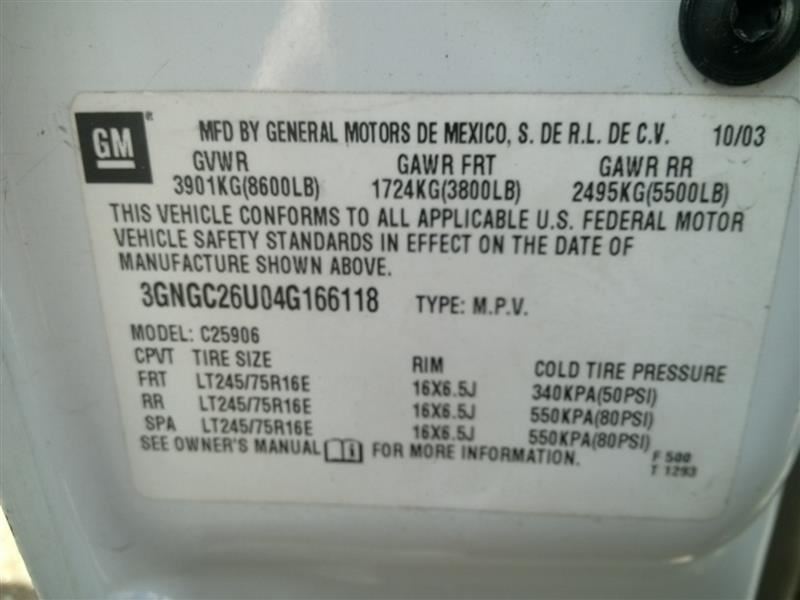 GM ® MFD BY GENERAL MOTORS DE MEXICO, S. DE R.L. DE C.V. 10/03
GVWR GAWR FRT GAWR RR
3901KG(8600LB) 1724KG(3800LB) 2495KG(5500LB)
THIS VEHICLE CONFORMS TO ALL APPLICABLE U.S. FEDERAL MOTOR
VEHICLE SAFETY STANDARDS IN EFFECT ON THE DATE OF
MANUFACTURE SHOWN ABOVE.
3GNGC26U04G166118 TYPE: M.P.V.
MODEL: C25906
CPVT TIRE SIZE RIM COLD TIRE PRESSURE
FRT LT245/75R16E 16X6.5J 340KPA(50PSI)
RR LT245/75R16E 16X6.5J 550KPA(80PSI)
SPA LT245/75R16E 16X6.5J 550KPA(80PSI)
SEE OWNER'S MANUAL FOR MORE INFORMATION.
F 500
T 1293